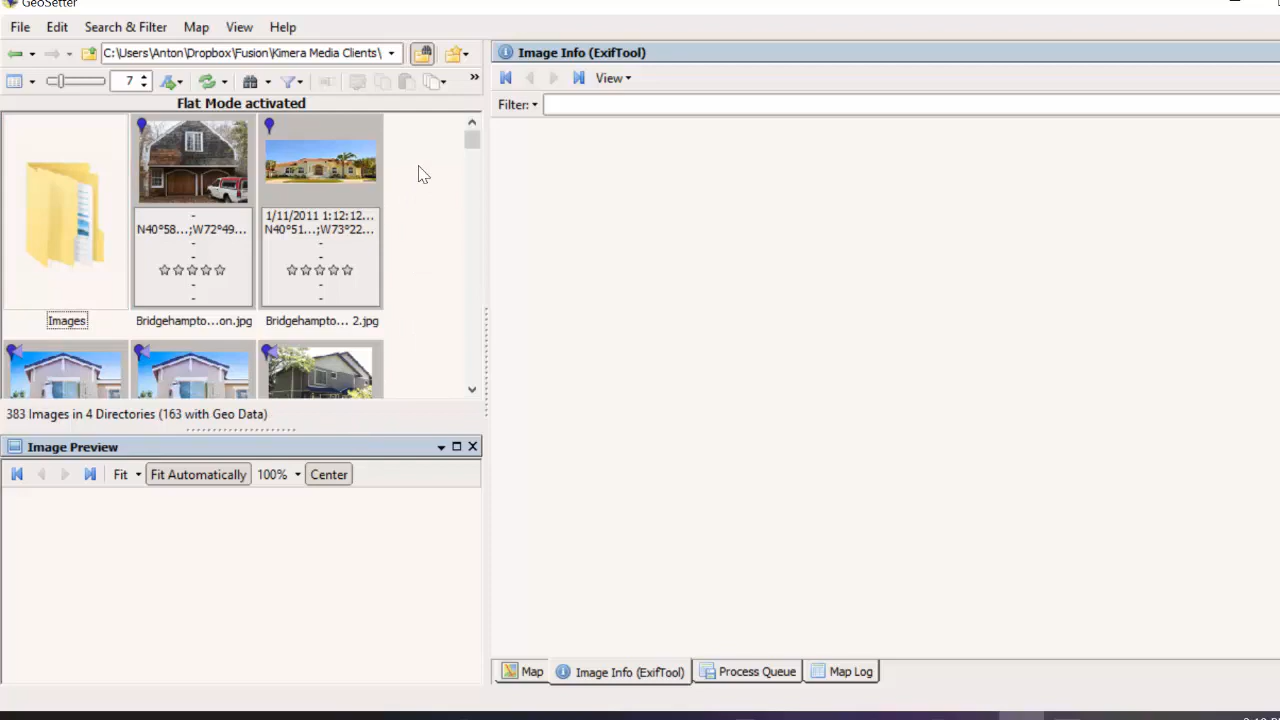 GeoSetter
File Edit Search & Filter Map View Help
C:\Users\Anton\Dropbox\Fusion\Kimera Media Clients\
7
Flat Mode activated
-
N40°58...;W72°49...
-
-
-
-
1/11/2011 1:12:12...
N40°51...;W73°22...
-
-
-
-
Images Bridgehampto...on.jpg Bridgehampto... 2.jpg
383 Images in 4 Directories (163 with Geo Data)
Image Preview
Fit Fit Automatically 100% Center
Image Info (ExifTool)
View
Filter:
Map Image Info (ExifTool) Process Queue Map Log